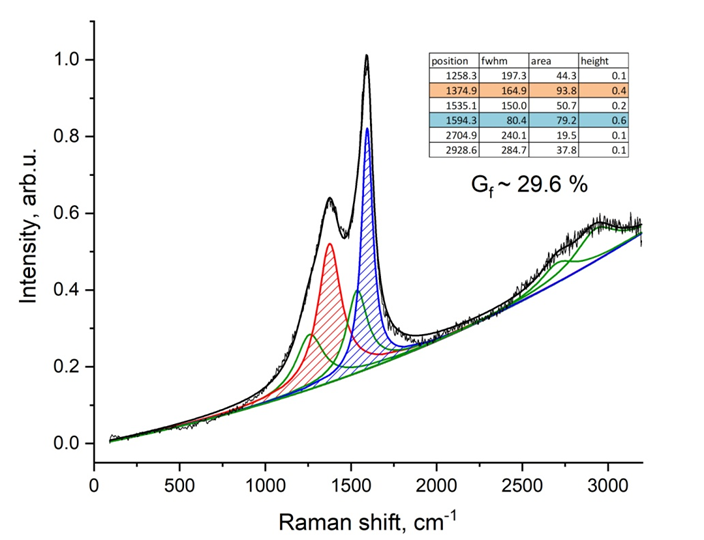 1.0
0.8
0.6
0.4
0.2
0.0
Intensity, arb.u.
position fwhm area height
1258.3 197.3 44.3 0.1
1374.9 164.9 93.8 0.4
1535.1 150.0 50.7 0.2
1594.3 80.4 79.2 0.6
2704.9 240.1 19.5 0.1
2928.6 284.7 37.8 0.1
Gf ~ 29.6 %
0 500 1000 1500 2000 2500 3000
Raman shift, cm-1